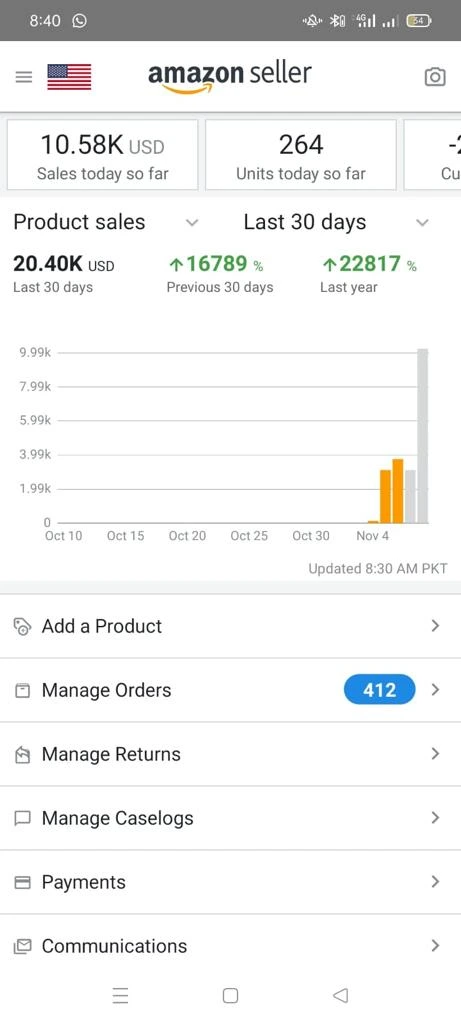 8:40 4G 54
amazon seller
10.58K USD 264 -2
Sales today so far Units today so far Cu
Product sales Last 30 days
20.40K USD ↑16789 % ↑22817 %
Last 30 days Previous 30 days Last year
9.99k
7.99k
5.99k
3.99k
1.99k
0
Oct 10 Oct 15 Oct 20 Oct 25 Oct 30 Nov 4
Updated 8:30 AM PKT
Add a Product
Manage Orders 412
Manage Returns
Manage Caselogs
Payments
Communications